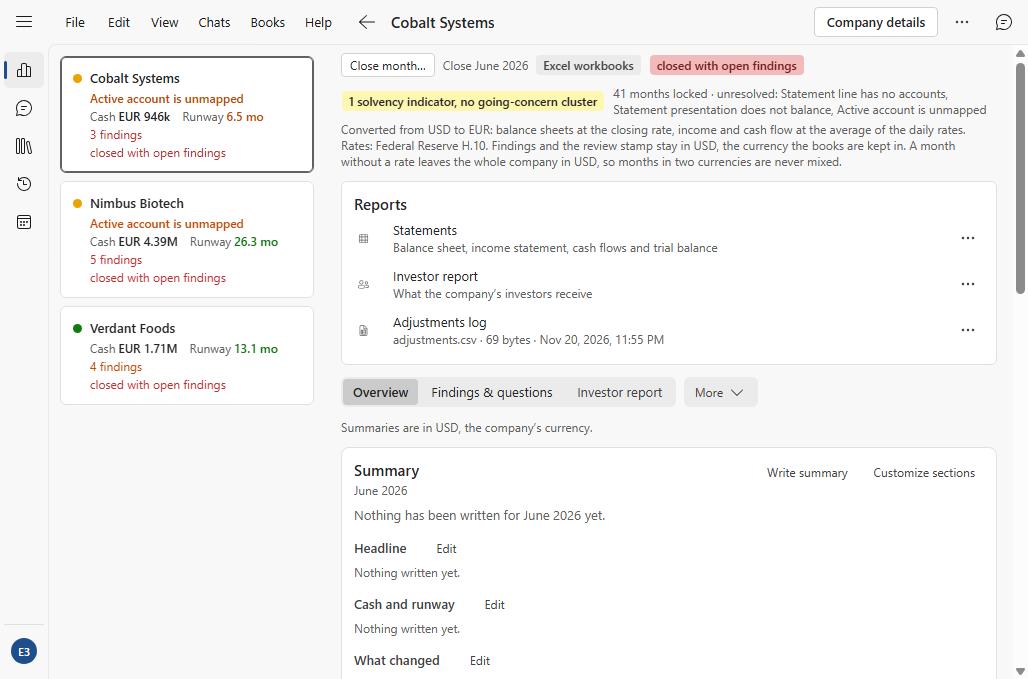 File Edit View Chats Books Help Cobalt Systems Company details
Cobalt Systems
Active account is unmapped
Cash EUR 946k Runway 6.5 mo
3 findings
closed with open findings
Nimbus Biotech
Active account is unmapped
Cash EUR 4.39M Runway 26.3 mo
5 findings
closed with open findings
Verdant Foods
Cash EUR 1.71M Runway 13.1 mo
4 findings
closed with open findings
E3
Close month... Close June 2026 Excel workbooks closed with open findings
1 solvency indicator, no going-concern cluster
41 months locked · unresolved: Statement line has no accounts,
Statement presentation does not balance, Active account is unmapped
Converted from USD to EUR: balance sheets at the closing rate, income and cash flow at the average of the daily rates.
Rates: Federal Reserve H.10. Findings and the review stamp stay in USD, the currency the books are kept in. A month
without a rate leaves the whole company in USD, so months in two currencies are never mixed.
Reports
Statements
Balance sheet, income statement, cash flows and trial balance
Investor report
What the company’s investors receive
Adjustments log
adjustments.csv · 69 bytes · Nov 20, 2026, 11:55 PM
Overview Findings & questions Investor report More
Summaries are in USD, the company’s currency.
Summary Write summary Customize sections
June 2026
Nothing has been written for June 2026 yet.
Headline Edit
Nothing written yet.
Cash and runway Edit
Nothing written yet.
What changed Edit